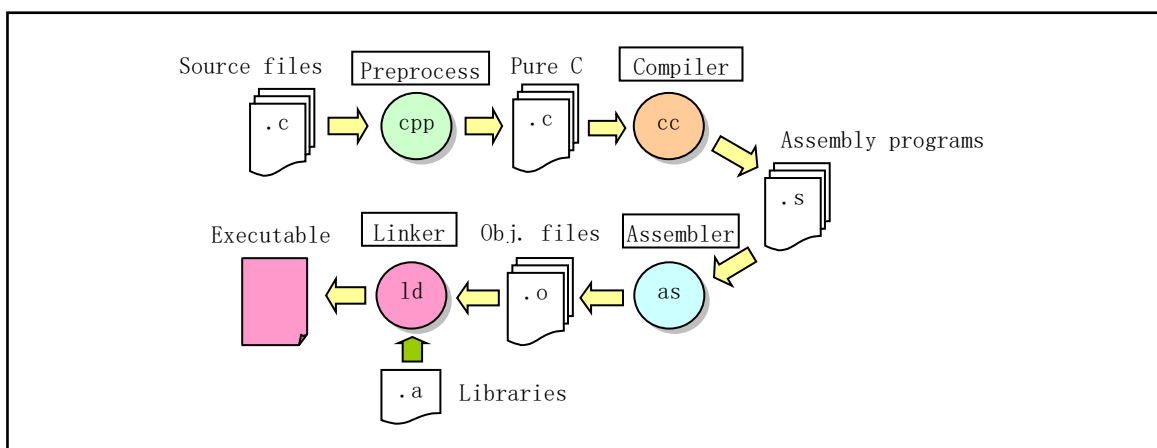 Source files
Preprocess
Pure C
Compiler
.c
cpp
.c
cc
Assembly programs
.s
Executable
Linker
Obj. files
Assembler
ld
.o
as
.a
Libraries